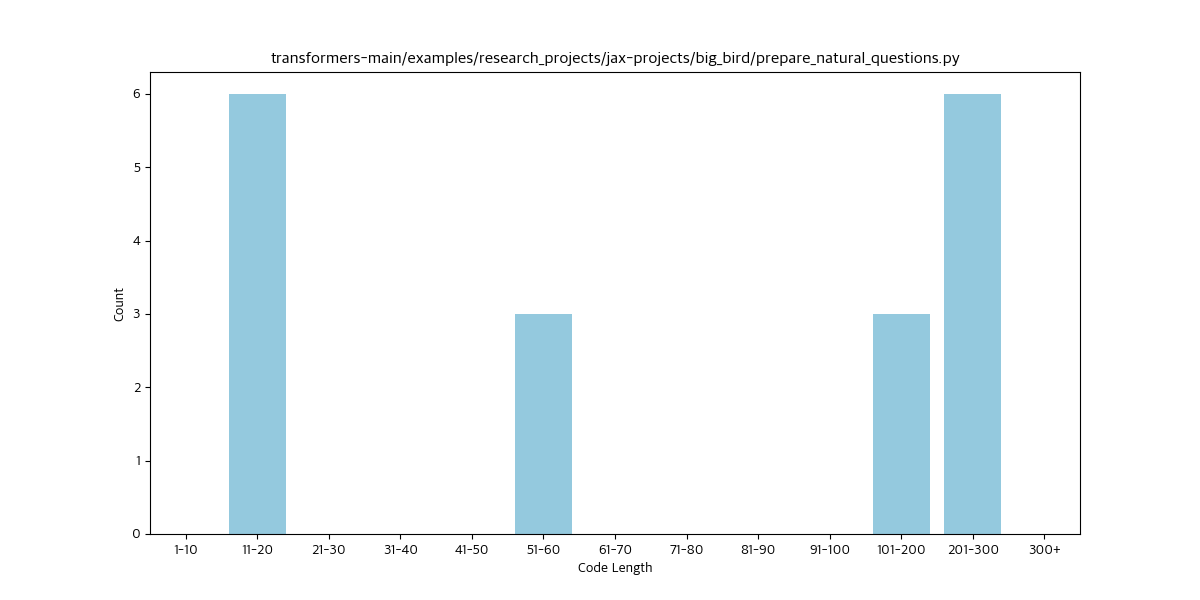 transformers-main/examples/research_projects/jax-projects/big_bird/prepare_natural_questions.py
6
5
4
3
2
1
0
Count
1-10 11-20 21-30 31-40 41-50 51-60 61-70 71-80 81-90 91-100 101-200 201-300 300+
Code Length